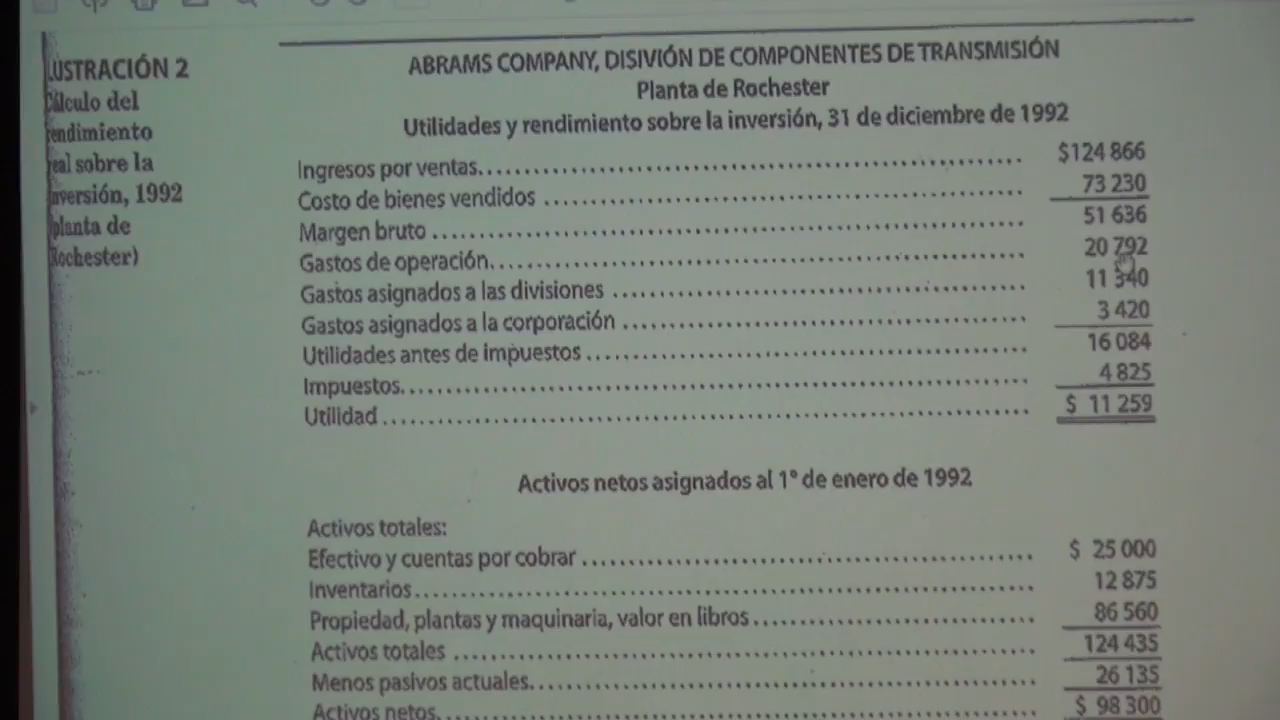 LUSTRACIÓN 2
Cálculo del
endimiento
eal sobre la
nversión, 1992
planta de
Rochester)
ABRAMS COMPANY, DISIVIÓN DE COMPONENTES DE TRANSMISIÓN
Planta de Rochester
Utilidades y rendimiento sobre la inversión, 31 de diciembre de 1992
Ingresos por ventas. $124 866
Costo de bienes vendidos 73 230
Margen bruto 51 636
Gastos de operación. 20 792
Gastos asignados a las divisiones 11 340
Gastos asignados a la corporación 3 420
Utilidades antes de impuestos 16 084
Impuestos. 4 825
Utilidad $ 11 259
Activos netos asignados al 1° de enero de 1992
Activos totales:
Efectivo y cuentas por cobrar $ 25 000
Inventarios 12 875
Propiedad, plantas y maquinaria, valor en libros 86 560
Activos totales 124 435
Menos pasivos actuales. 26 135
Activos netos. $ 98 300